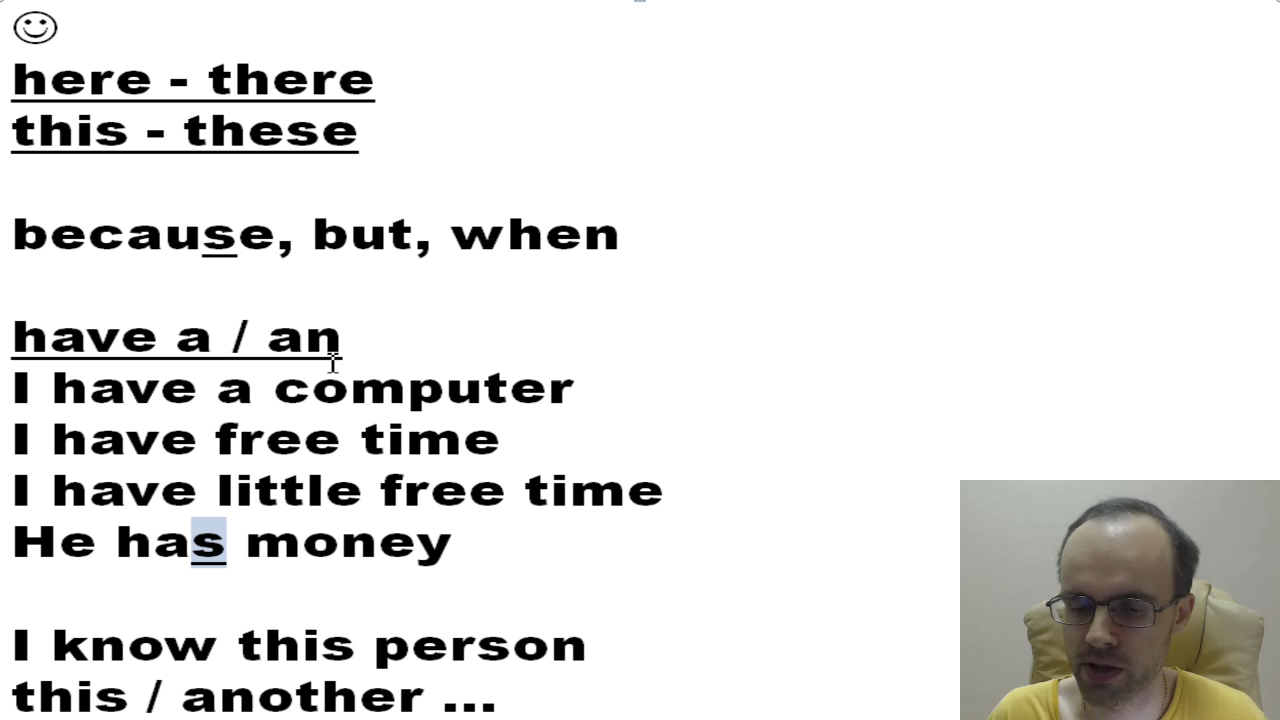 here - there
this - these
because, but, when
have a / an
I have a computer
I have free time
I have little free time
He has money
I know this person
this / another ...